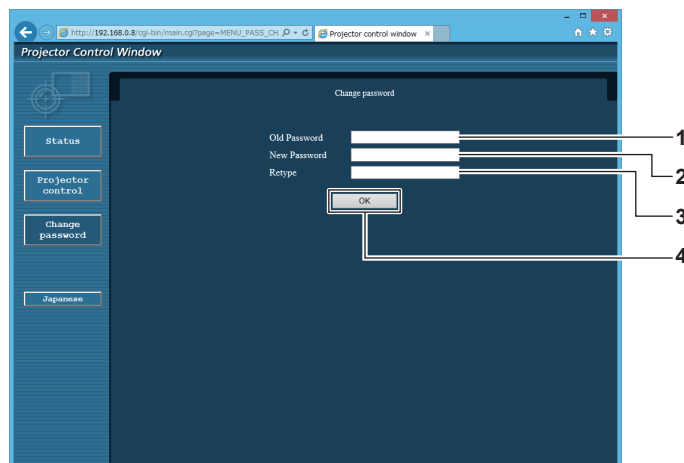 http://192.168.0.8/cgi-bin/main.cgi?page=MENU_PASS_CH
Projector control window
Projector Control Window
Change password
Status
Projector
control
Change
password
Japanese
Old Password
New Password
Retype
OK
1
2
3
4